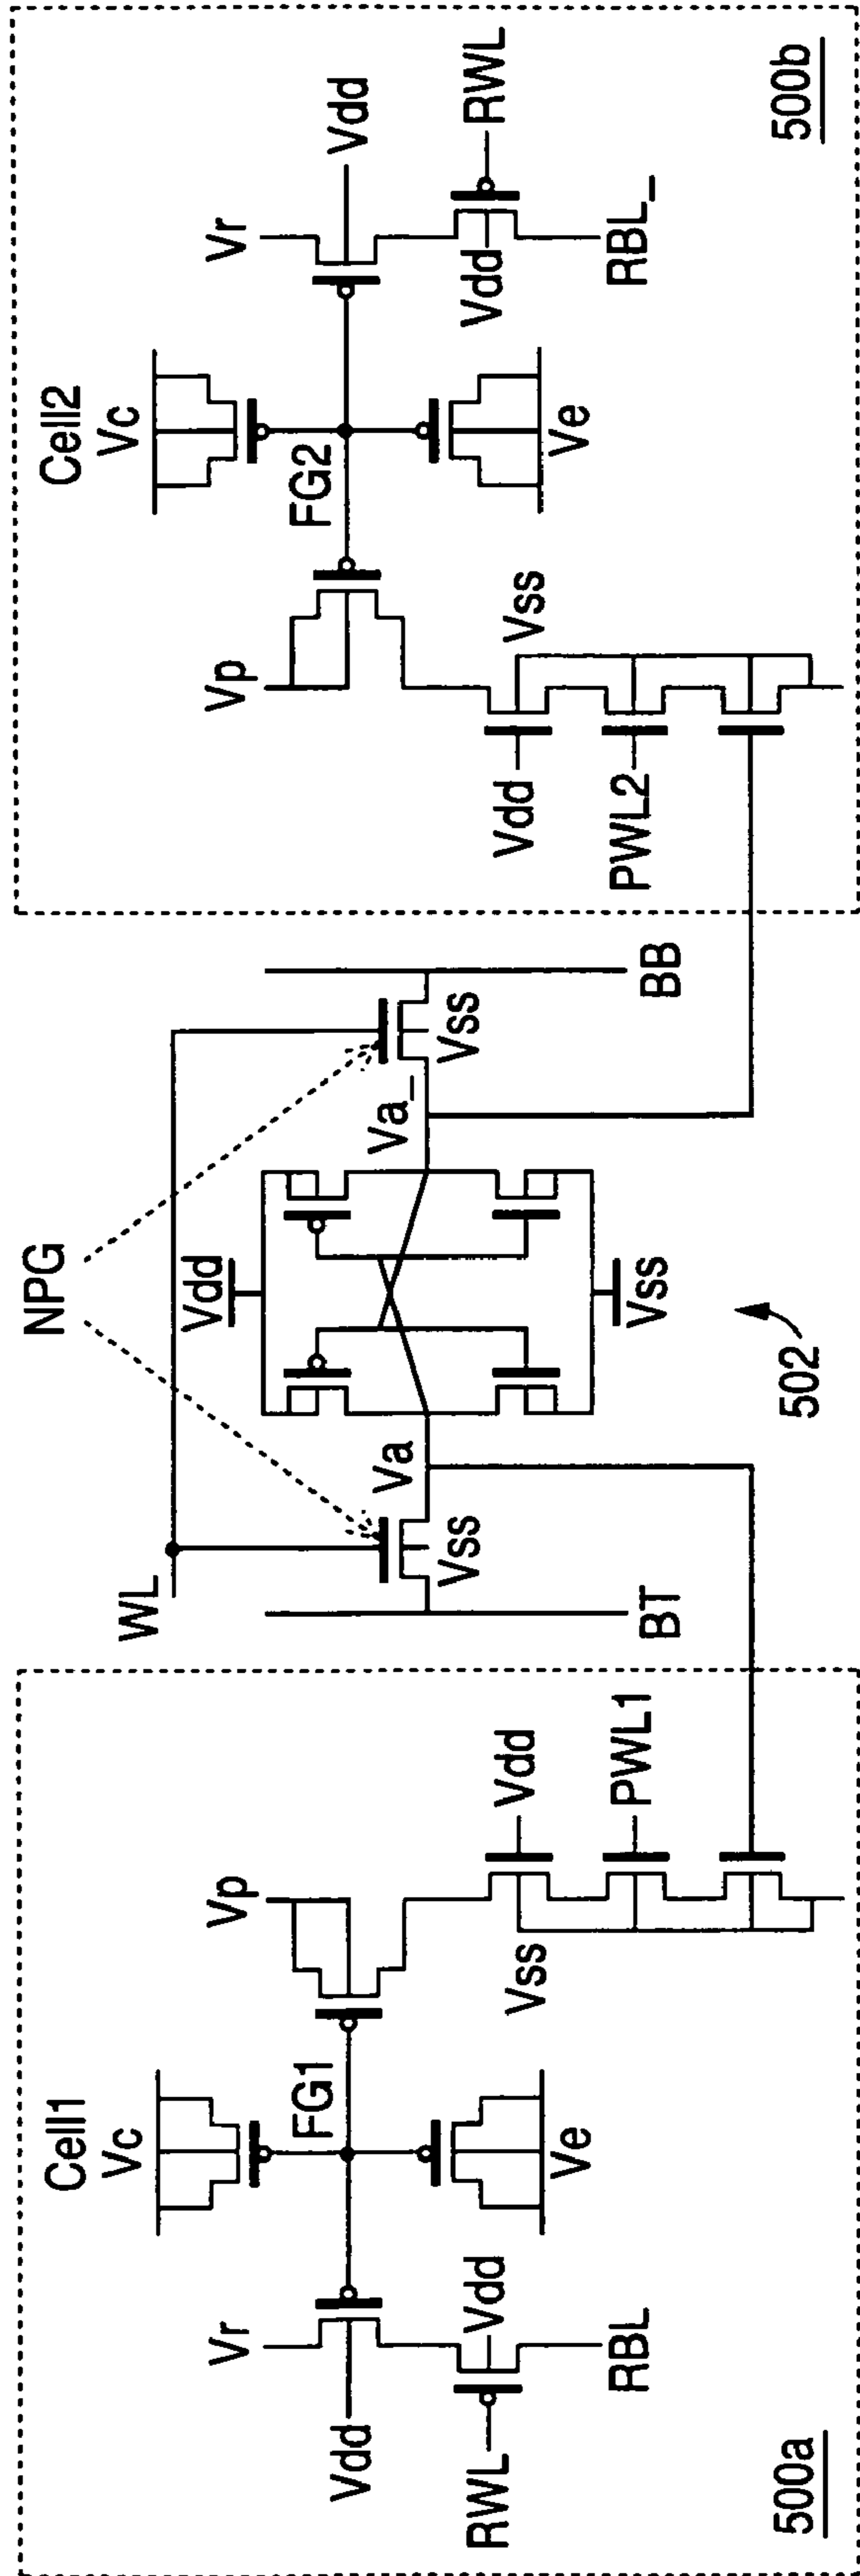 Cell1
Vc
Vr
Vdd
FG1
Vp
Ve
RWL
Vdd
RBL
Vss
Vdd
PWL1
500a
NPG
WL
Vdd
Va
Va_
Vss
Vss
BT
BB
Vss
502
Cell2
Vc
Vp
FG2
Vr
Vdd
Ve
Vdd
Vss
PWL2
Vdd
RWL
RBL_
500b